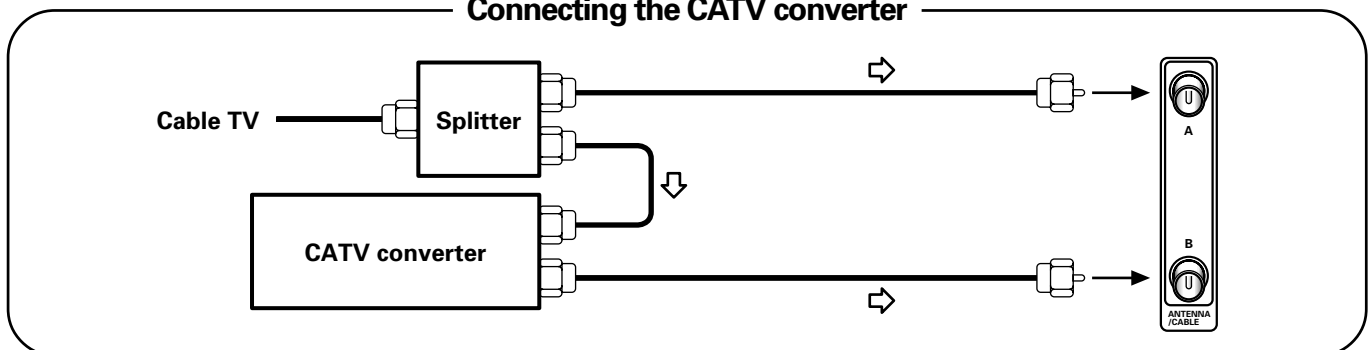 Connecting the CATV converter
Cable TV
Splitter
A
CATV converter
B
ANTENNA
/CABLE